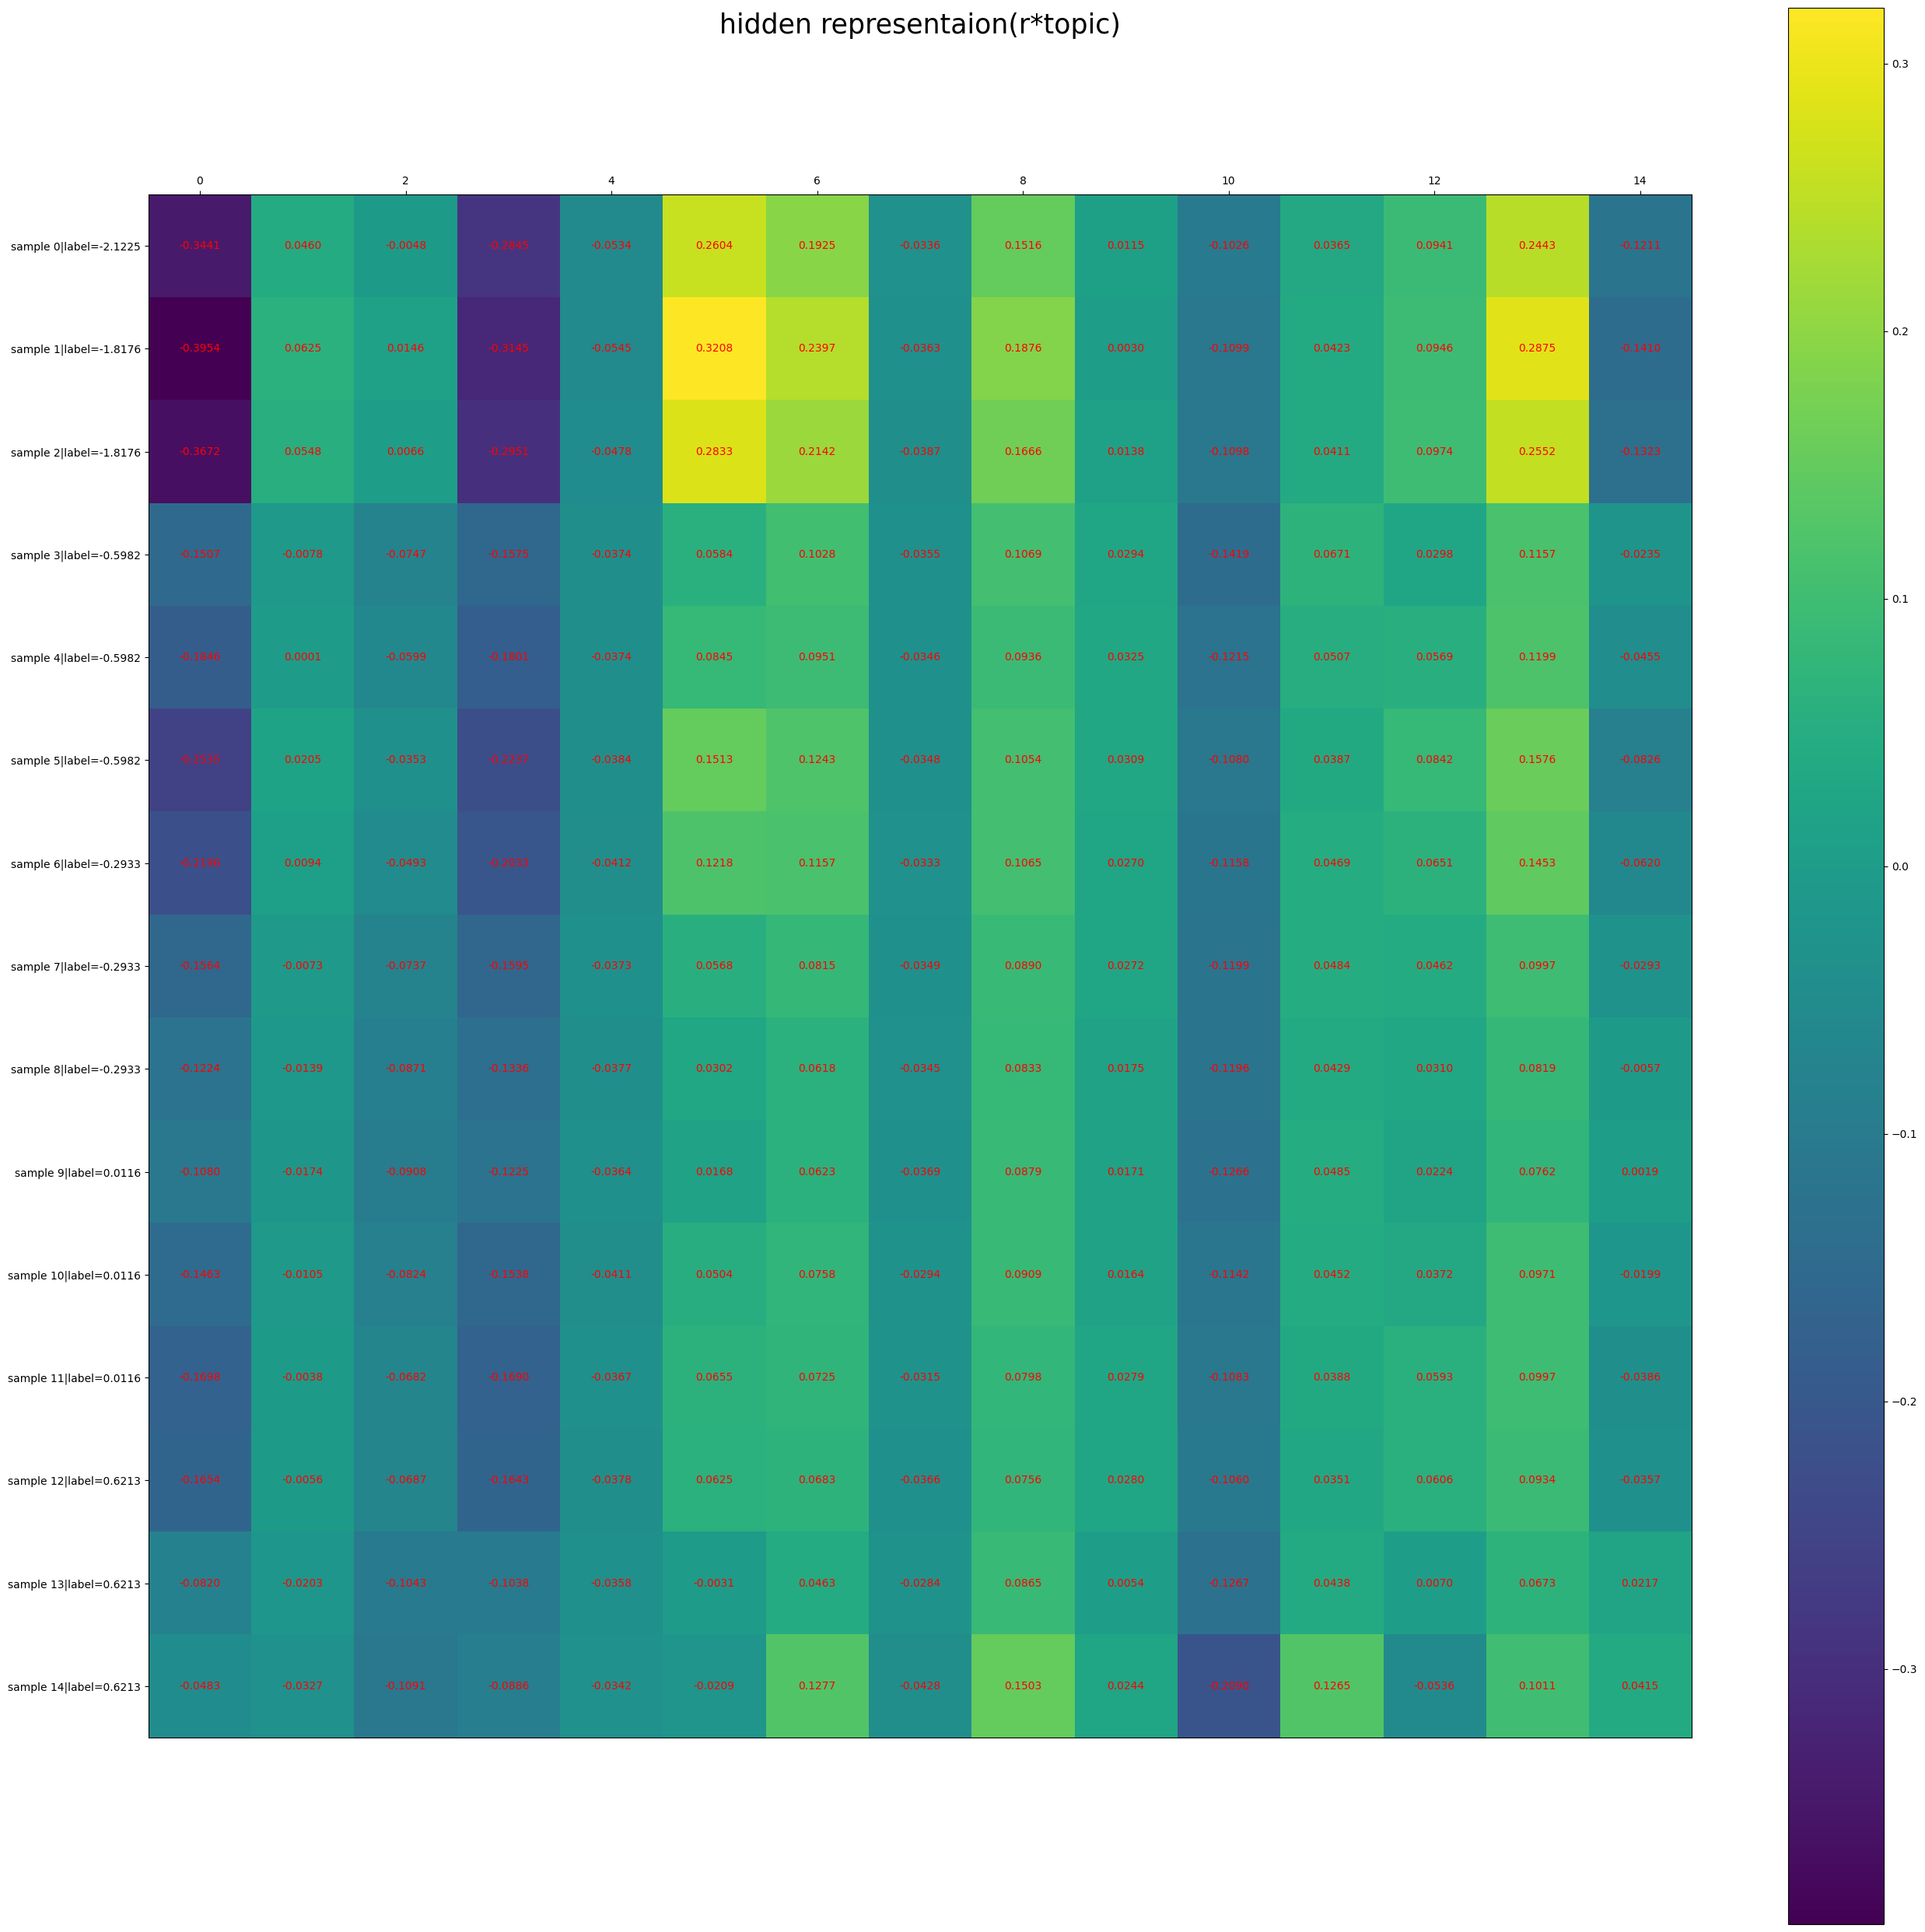 hidden representaion(r*topic)
0 2 4 6 8 10 12 14
sample 0|label=-2.1225 -0.3441 0.0460 -0.0048 -0.0534 0.2604 0.1925 -0.0336 0.1516 0.0115 -0.1026 0.0365 0.0941 0.2443 -0.1211
sample 1|label=-1.8176 -0.3954 0.0625 0.0146 -0.3145 -0.0545 0.3208 0.2397 -0.0363 0.1876 0.0030 -0.1099 0.0423 0.0946 0.2875 -0.1410
sample 2|label=-1.8176 -0.3672 0.0548 0.0066 -0.2951 -0.0478 0.2833 0.2142 -0.0387 0.1666 0.0138 -0.1098 0.0411 0.0974 0.2552 -0.1323
sample 3|label=-0.5982 -0.1507 -0.0078 -0.0747 -0.1575 -0.0374 0.0584 0.1028 -0.0355 0.1069 0.0294 -0.1419 0.0671 0.0298 0.1157 -0.0235
sample 4|label=-0.5982 0.0001 -0.0599 -0.1801 -0.0374 0.0845 0.0951 -0.0346 0.0936 0.0325 -0.1215 0.0507 0.0569 0.1199 -0.0455
sample 5|label=-0.5982 0.0205 -0.0353 -0.0384 0.1513 0.1243 -0.0348 0.1054 0.0309 -0.1080 0.0387 0.0842 0.1576 -0.0826
sample 6|label=-0.2933 0.0094 -0.0493 -0.0412 0.1218 0.1157 -0.0333 0.1065 0.0270 -0.1158 0.0469 0.0651 0.1453 -0.0620
sample 7|label=-0.2933 -0.1564 -0.0073 -0.0737 -0.1595 -0.0373 0.0568 0.0815 -0.0349 0.0890 0.0272 -0.1199 0.0484 0.0462 0.0997 -0.0293
sample 8|label=-0.2933 -0.1224 -0.0139 -0.0871 -0.1336 -0.0377 0.0302 0.0618 -0.0345 0.0833 0.0175 -0.1196 0.0429 0.0310 0.0819 -0.0057
sample 9|label=0.0116 -0.1080 -0.0174 -0.0908 -0.1225 -0.0364 0.0168 0.0623 -0.0369 0.0879 0.0171 -0.1266 0.0485 0.0224 0.0762 0.0019
sample 10|label=0.0116 -0.1463 -0.0105 -0.0824 -0.1538 -0.0411 0.0504 0.0758 -0.0294 0.0909 0.0164 -0.1142 0.0452 0.0372 0.0971 -0.0199
sample 11|label=0.0116 -0.1698 -0.0038 -0.0682 -0.1690 -0.0367 0.0655 0.0725 -0.0315 0.0798 0.0279 -0.1083 0.0388 0.0593 0.0997 -0.0386
sample 12|label=0.6213 -0.1654 -0.0056 -0.0687 -0.1643 -0.0378 0.0625 0.0683 -0.0366 0.0756 0.0280 -0.1060 0.0351 0.0606 0.0934 -0.0357
sample 13|label=0.6213 -0.0820 -0.0203 -0.1043 -0.1038 -0.0358 -0.0031 0.0463 -0.0284 0.0865 0.0054 -0.1267 0.0438 0.0070 0.0673 0.0217
sample 14|label=0.6213 -0.0483 -0.0327 -0.1091 -0.0886 -0.0342 -0.0209 0.1277 -0.0428 0.1503 0.0244 0.1265 -0.0536 0.1011 0.0415
0.3
0.2
0.1
0.0
−0.1
−0.2
−0.3